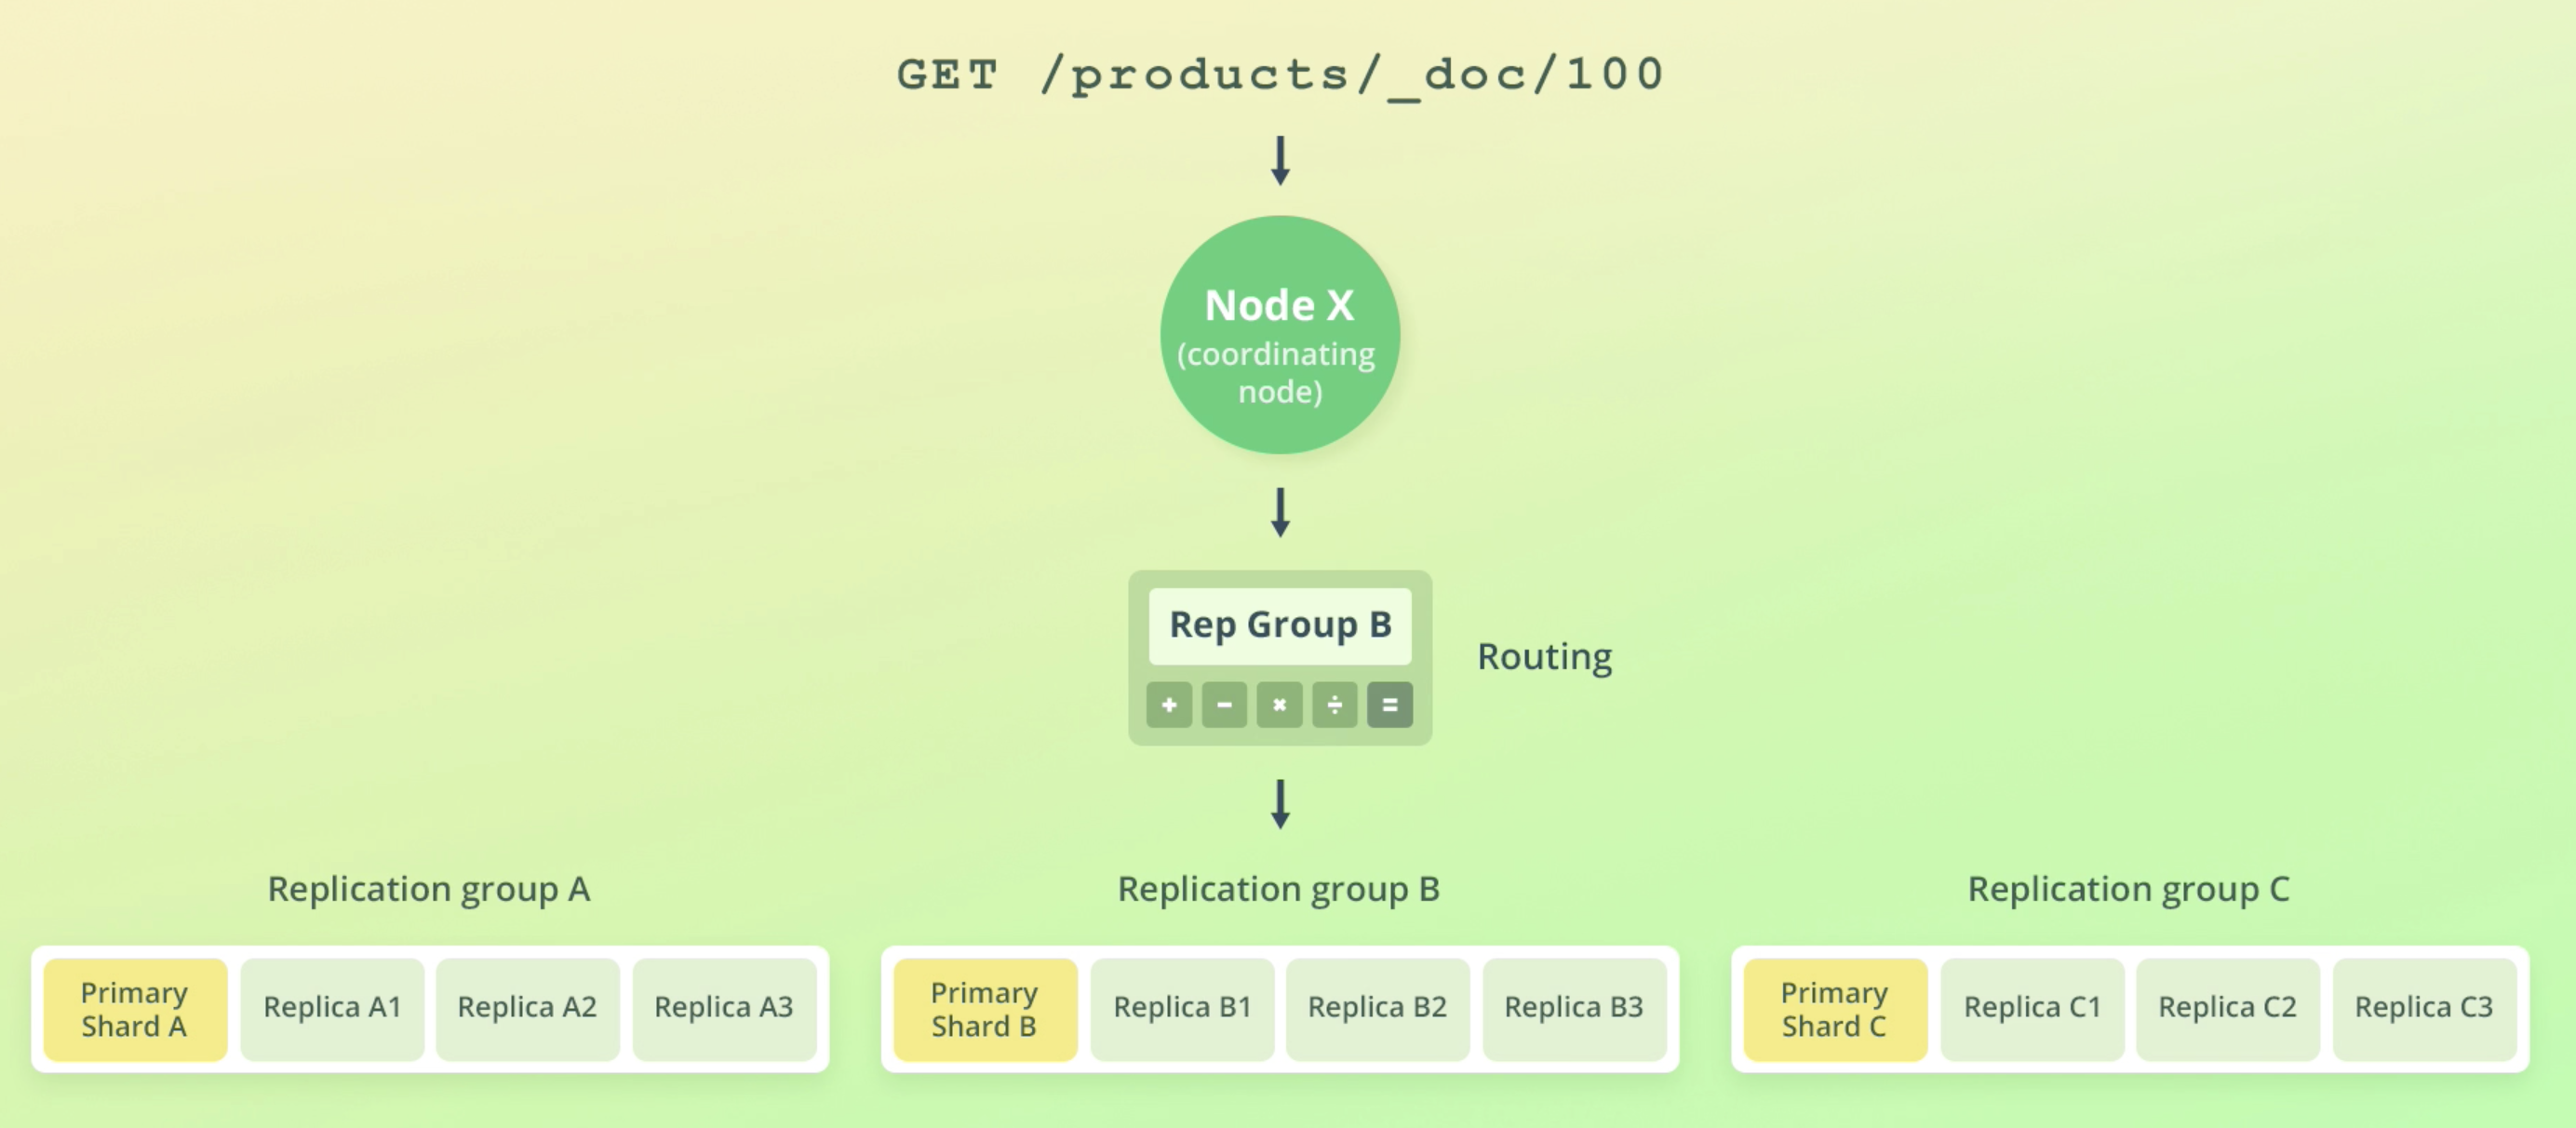 GET /products/_doc/100
Node X
(coordinating
node)
Rep Group B
Routing
+ − × ÷ =
Replication group A
Replication group B
Replication group C
Primary
Shard A
Replica A1
Replica A2
Replica A3
Primary
Shard B
Replica B1
Replica B2
Replica B3
Primary
Shard C
Replica C1
Replica C2
Replica C3